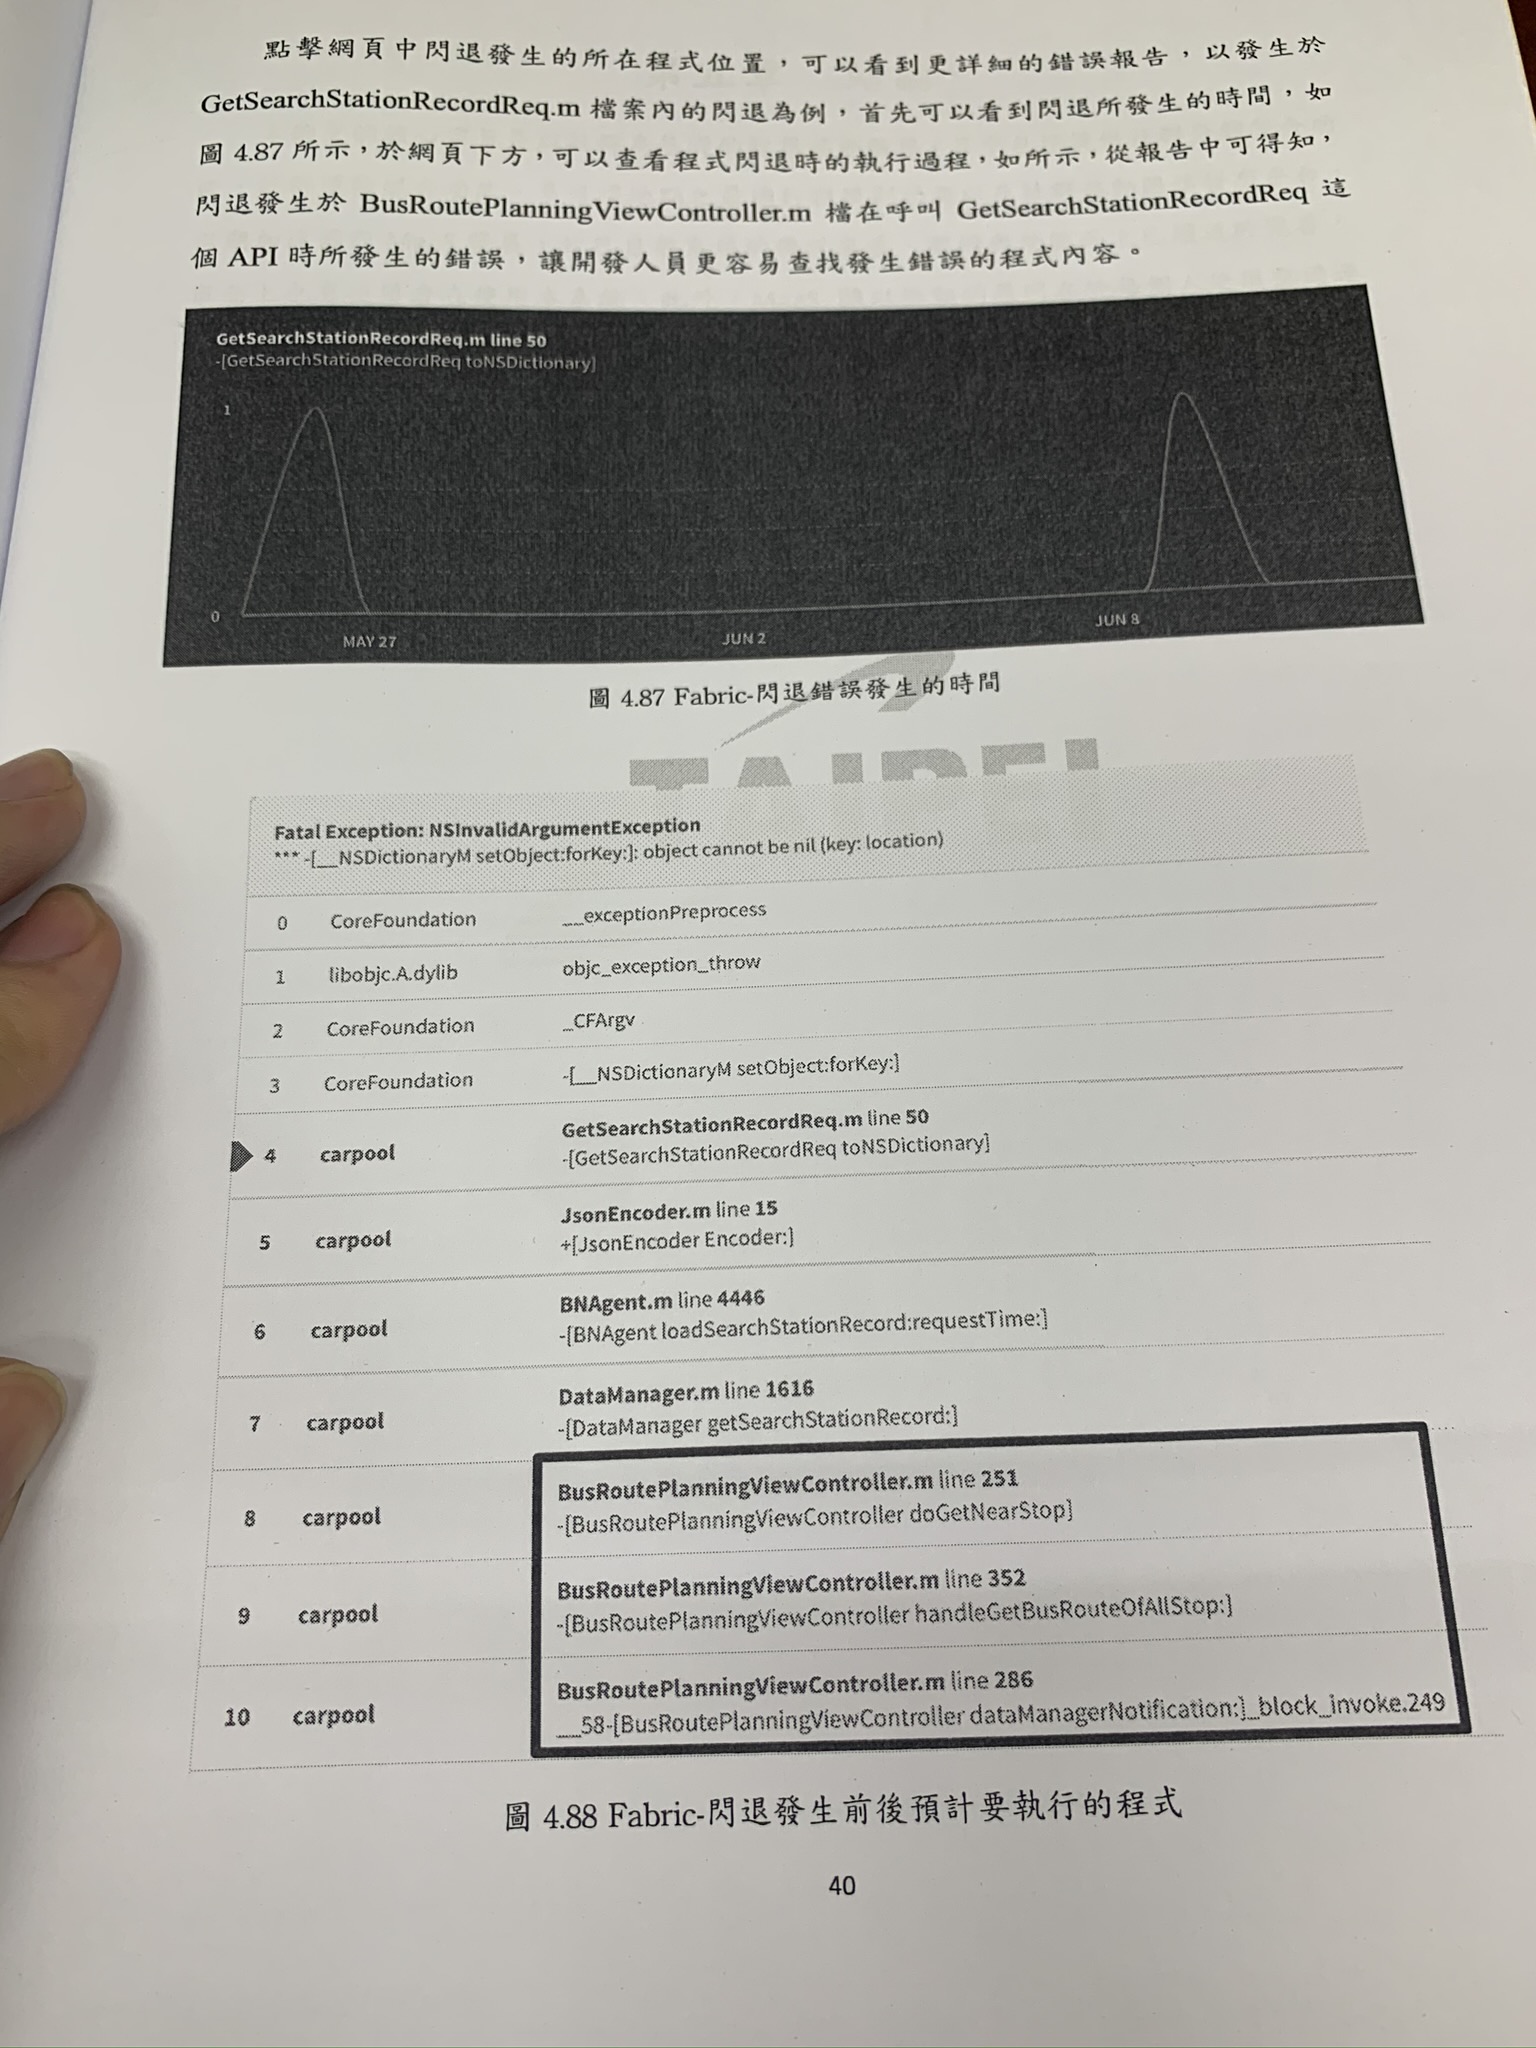 點擊網頁中閃退發生的所在程式位置，可以看到更詳細的錯誤報告，以發生於
GetSearchStationRecordReq.m 檔案內的閃退為例，首先可以看到閃退所發生的時間，如
圖 4.87 所示，於網頁下方，可以查看程式閃退時的執行過程，如所示，從報告中可得知，
閃退發生於 BusRoutePlanningViewController.m 檔在呼叫 GetSearchStationRecordReq 這
個 API 時所發生的錯誤，讓開發人員更容易查找發生錯誤的程式內容。
GetSearchStationRecordReq.m line 50
-[GetSearchStationRecordReq toNSDictionary]
1
0
MAY 27 JUN 2 JUN 8
圖 4.87 Fabric-閃退錯誤發生的時間
TAIPEI
Fatal Exception: NSInvalidArgumentException
*** -[__NSDictionaryM setObject:forKey:]: object cannot be nil (key: location)
0 CoreFoundation __exceptionPreprocess
1 libobjc.A.dylib objc_exception_throw
2 CoreFoundation _CFArgv
3 CoreFoundation -[__NSDictionaryM setObject:forKey:]
GetSearchStationRecordReq.m line 50
4 carpool -[GetSearchStationRecordReq toNSDictionary]
JsonEncoder.m line 15
5 carpool +[JsonEncoder Encoder:]
BNAgent.m line 4446
6 carpool -[BNAgent loadSearchStationRecord:requestTime:]
DataManager.m line 1616
7 carpool -[DataManager getSearchStationRecord:]
BusRoutePlanningViewController.m line 251
8 carpool -[BusRoutePlanningViewController doGetNearStop]
BusRoutePlanningViewController.m line 352
9 carpool -[BusRoutePlanningViewController handleGetBusRouteOfAllStop:]
BusRoutePlanningViewController.m line 286
10 carpool __58-[BusRoutePlanningViewController dataManagerNotification:]_block_invoke.249
圖 4.88 Fabric-閃退發生前後預計要執行的程式
40